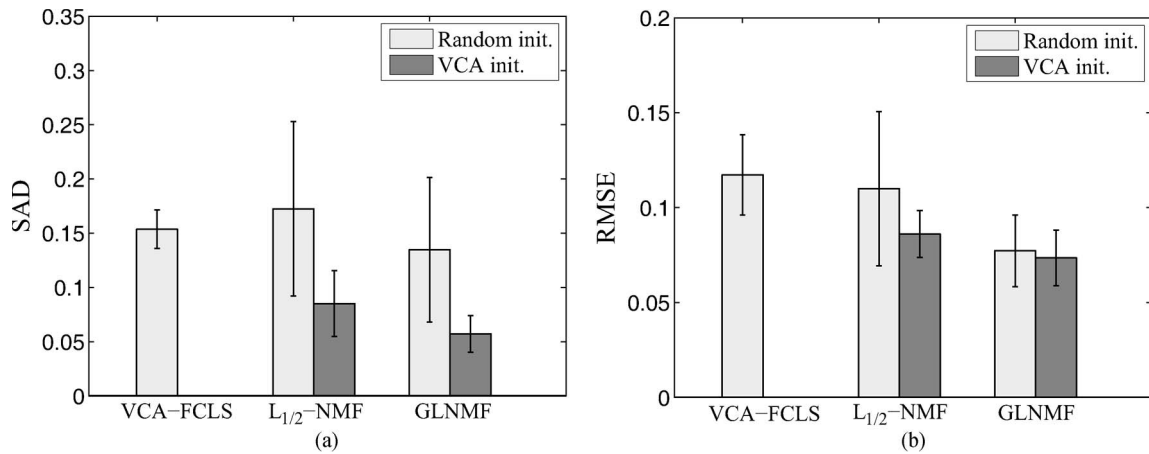 0.35
0.3
0.25
0.2
0.15
0.1
0.05
0
SAD
Random init.
VCA init.
VCA−FCLS
L1/2−NMF
GLNMF
(a)
0.2
0.15
0.1
0.05
0
RMSE
Random init.
VCA init.
VCA−FCLS
L1/2−NMF
GLNMF
(b)